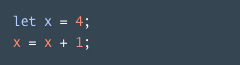 let x = 4;
x = x + 1;